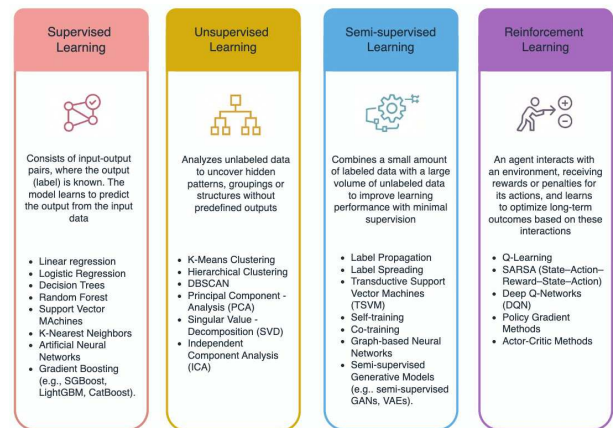 Supervised
Learning
Consists of input-output
pairs, where the output
(label) is known. The
model learns to predict
the output from the input
data
Linear regression
Logistic Regression
Decision Trees
Random Forest
Support Vector
MAchines
K-Nearest Neighbors
Artificial Neural
Networks
Gradient Boosting
(e.g., SGBoost,
LightGBM, CatBoost).
Unsupervised
Learning
Analyzes unlabeled data
to uncover hidden
patterns, groupings or
structures without
predefined outputs
K-Means Clustering
Hierarchical Clustering
DBSCAN
Principal Component -
Analysis (PCA)
Singular Value -
Decomposition (SVD)
Independent
Component Analysis
(ICA)
Semi-supervised
Learning
Combines a small amount
of labeled data with a large
volume of unlabeled data
to improve learning
performance with minimal
supervision
Label Propagation
Label Spreading
Transductive Support
Vector Machines
(TSVM)
Self-training
Co-training
Graph-based Neural
Networks
Semi-supervised
Generative Models
(e.g.. semi-supervised
GANs, VAEs).
Reinforcement
Learning
An agent interacts with
an environment, receiving
rewards or penalties for
its actions, and learns
to optimize long-term
outcomes based on these
interactions
Q-Learning
SARSA (State–Action–
Reward–State–Action)
Deep Q-Networks
(DQN)
Policy Gradient
Methods
Actor-Critic Methods